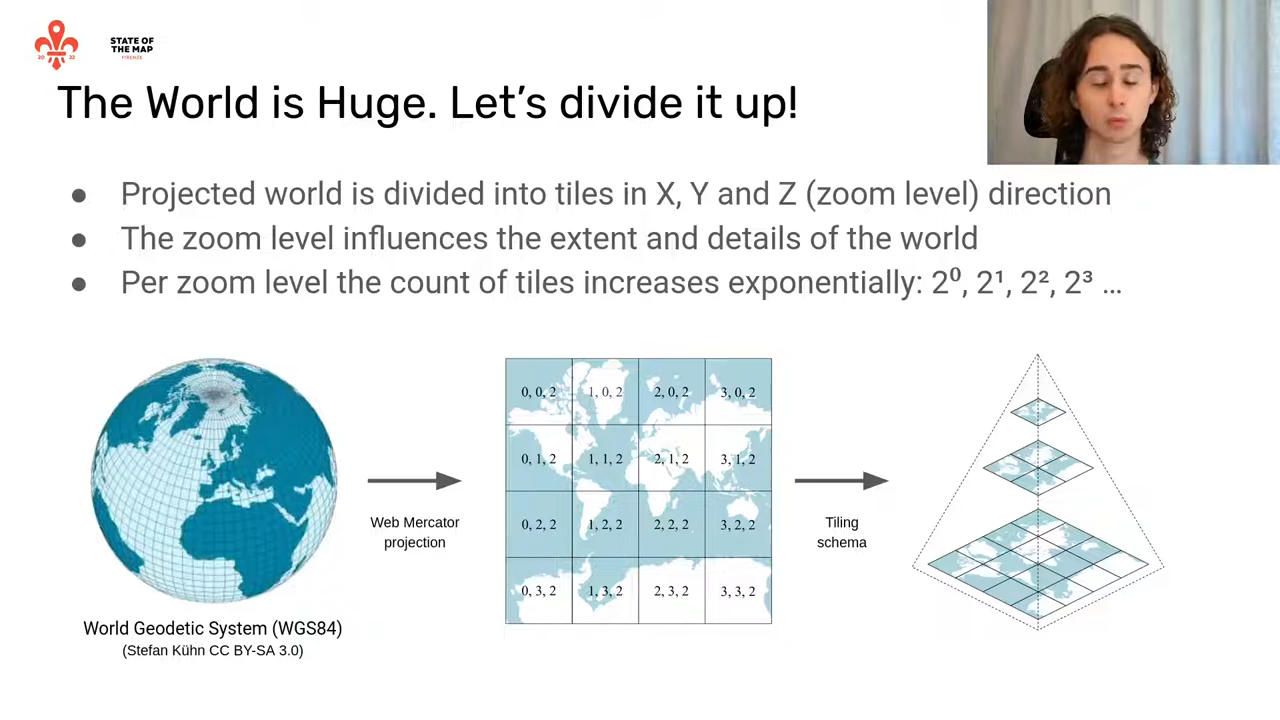 20 22
STATE OF
THE MAP
FIRENZE
The World is Huge. Let's divide it up!
● Projected world is divided into tiles in X, Y and Z (zoom level) direction
● The zoom level influences the extent and details of the world
● Per zoom level the count of tiles increases exponentially: 2⁰, 2¹, 2², 2³ ...
0, 0, 2 1, 0, 2 2, 0, 2 3, 0, 2
0, 1, 2 1, 1, 2 2, 1, 2 3, 1, 2
0, 2, 2 1, 2, 2 2, 2, 2 3, 2, 2
0, 3, 2 1, 3, 2 2, 3, 2 3, 3, 2
Web Mercator
projection
Tiling
schema
World Geodetic System (WGS84)
(Stefan Kühn CC BY-SA 3.0)